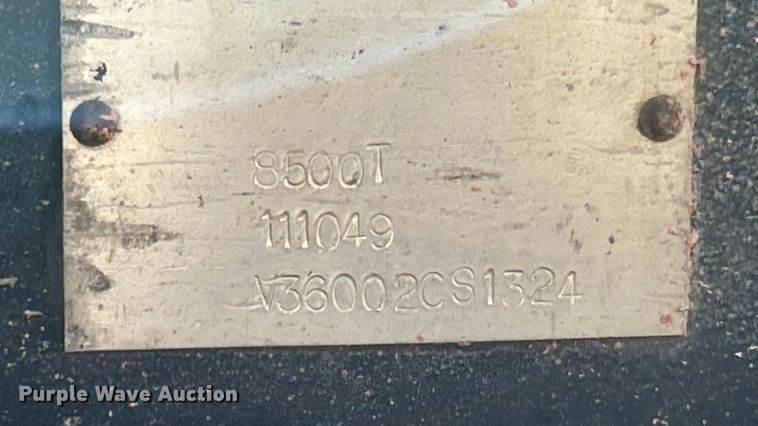 8500T
111049
V36002CS1324
Purple Wave Auction